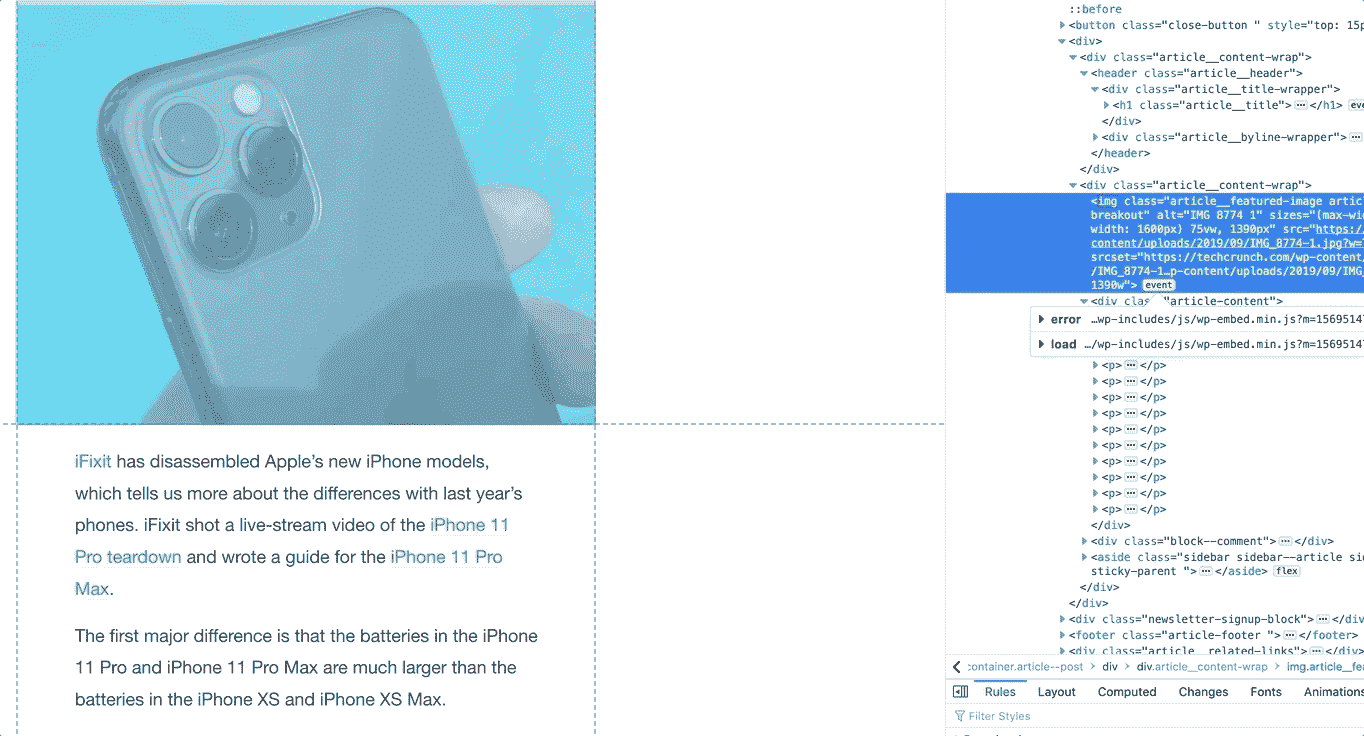 iFixit has disassembled Apple’s new iPhone models,
which tells us more about the differences with last year’s
phones. iFixit shot a live-stream video of the iPhone 11
Pro teardown and wrote a guide for the iPhone 11 Pro
Max.
The first major difference is that the batteries in the iPhone
11 Pro and iPhone 11 Pro Max are much larger than the
batteries in the iPhone XS and iPhone XS Max.
::before
<button class="close-button " style="top: 15p
<div>
<div class="article__content-wrap">
<header class="article__header">
<div class="article__title-wrapper">
<h1 class="article__title"> ••• </h1> eve
</div>
<div class="article__byline-wrapper"> •••
</header>
</div>
<div class="article__content-wrap">
<img class="article__featured-image artic
breakout" alt="IMG 8774 1" sizes="(max-wi
width: 1600px) 75vw, 1390px" src="https:/
content/uploads/2019/09/IMG_8774-1.jpg?w=
srcset="https://techcrunch.com/wp-content/
/IMG_8774-1…p-content/uploads/2019/09/IMG_
1390w"> event
<div clas "article-content">
error …wp-includes/js/wp-embed.min.js?m=1569514
load …/wp-includes/js/wp-embed.min.js?m=1569514
<p> ••• </p>
<p> ••• </p>
<p> ••• </p>
<p> ••• </p>
<p> ••• </p>
<p> ••• </p>
<p> ••• </p>
<p> ••• </p>
<p> ••• </p>
<p> ••• </p>
</div>
<div class="block--comment"> ••• </div>
<aside class="sidebar sidebar--article si
sticky-parent "> ••• </aside> flex
</div>
</div>
<div class="newsletter-signup-block"> ••• </div
<footer class="article-footer "> ••• </footer>
<div class="article__related-links"> ••• </div>
container.article--post > div > div.article__content-wrap > img.article__fea
Rules Layout Computed Changes Fonts Animations
Filter Styles